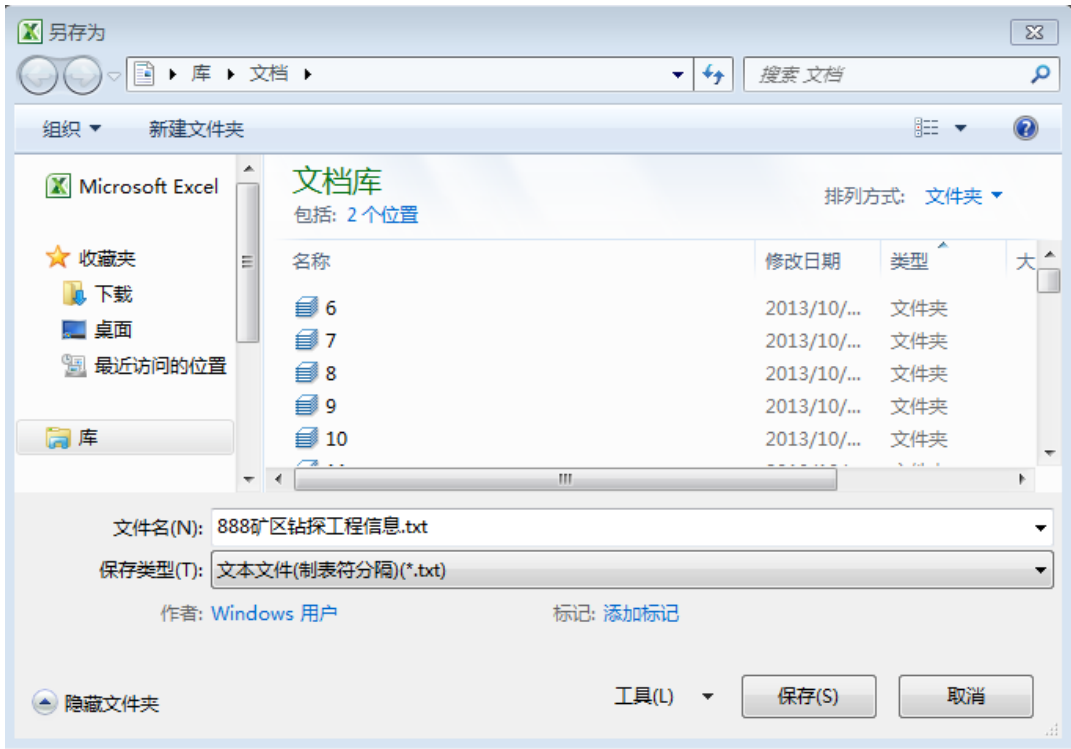 另存为
库 文档
搜索 文档
组织 新建文件夹
Microsoft Excel
收藏夹
下载
桌面
最近访问的位置
库
文档库
包括: 2 个位置
排列方式: 文件夹
名称 修改日期 类型 大
6 2013/10/... 文件夹
7 2013/10/... 文件夹
8 2013/10/... 文件夹
9 2013/10/... 文件夹
10 2013/10/... 文件夹
文件名(N): 888矿区钻探工程信息.txt
保存类型(T): 文本文件(制表符分隔)(*.txt)
作者: Windows 用户 标记: 添加标记
隐藏文件夹 工具(L) 保存(S) 取消